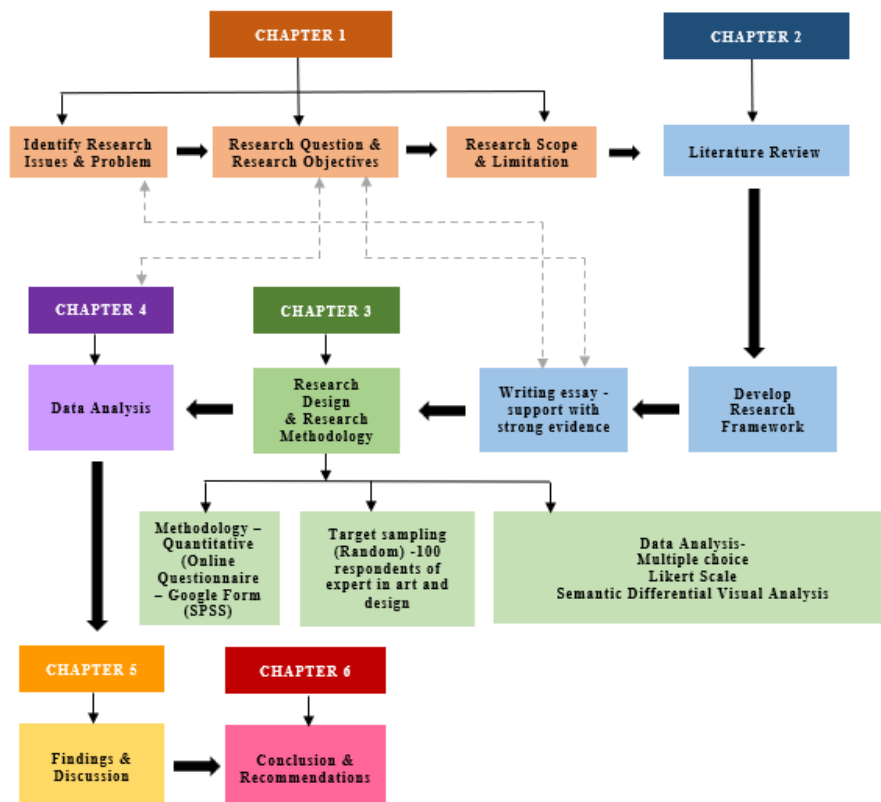 CHAPTER 1
CHAPTER 2
Identify Research
Issues & Problem
Research Question &
Research Objectives
Research Scope
& Limitation
Literature Review
CHAPTER 4
CHAPTER 3
Data Analysis
Research
Design
& Research
Methodology
Writing essay -
support with
strong evidence
Develop
Research
Framework
Methodology –
Quantitative
(Online
Questionnaire
– Google Form
(SPSS)
Target sampling
(Random) -100
respondents of
expert in art and
design
Data Analysis-
Multiple choice
Likert Scale
Semantic Differential Visual Analysis
CHAPTER 5
CHAPTER 6
Findings &
Discussion
Conclusion &
Recommendations